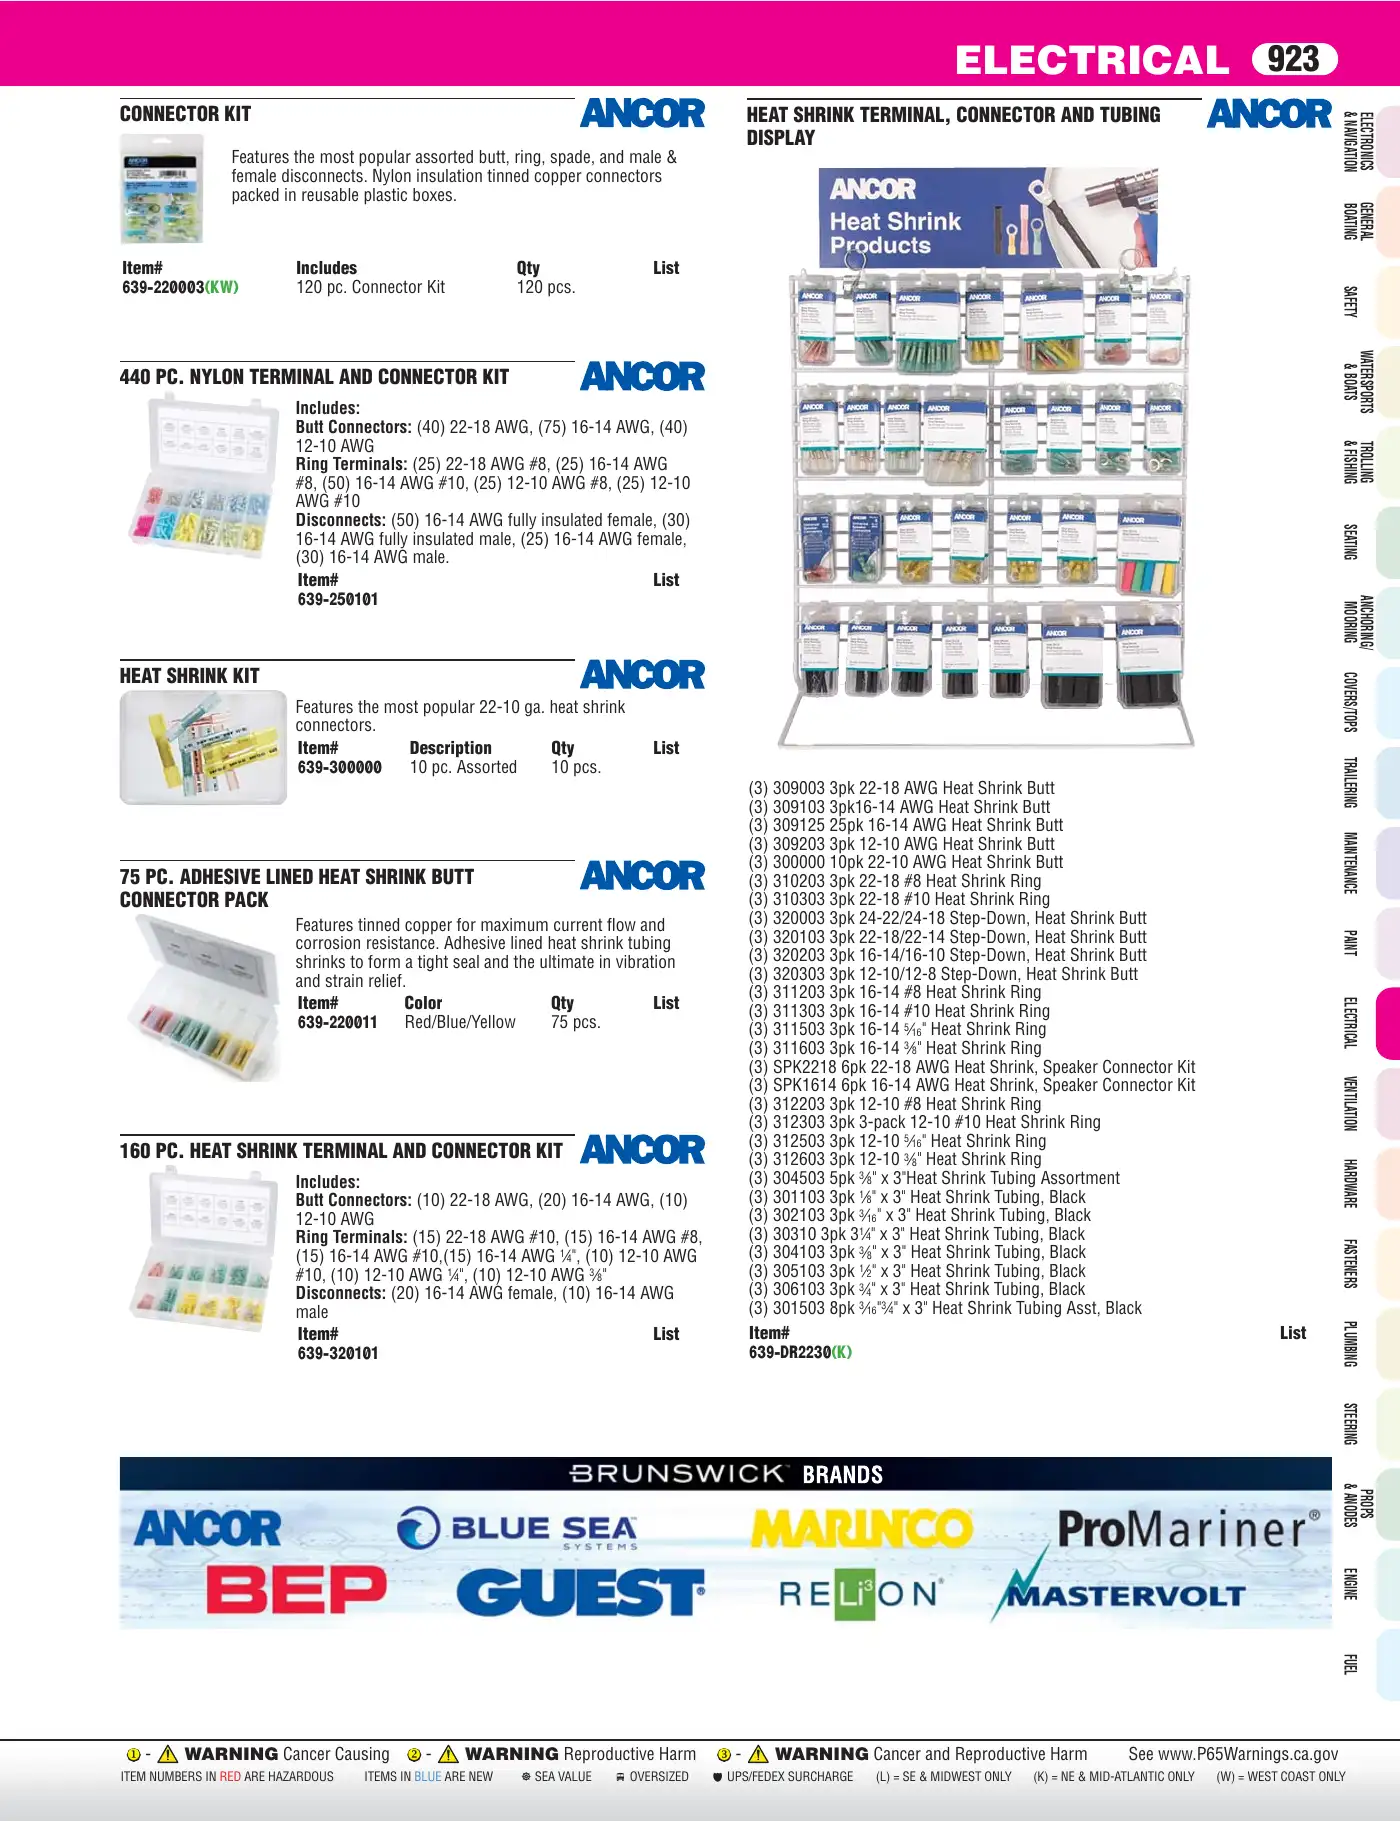 ELECTRICAL 923
CONNECTOR KIT
ANCOR
Features the most popular assorted butt, ring, spade, and male &
female disconnects. Nylon insulation tinned copper connectors
packed in reusable plastic boxes.
Item# Includes Qty List
639-220003(KW) 120 pc. Connector Kit 120 pcs.
440 PC. NYLON TERMINAL AND CONNECTOR KIT
ANCOR
Includes:
Butt Connectors: (40) 22-18 AWG, (75) 16-14 AWG, (40)
12-10 AWG
Ring Terminals: (25) 22-18 AWG #8, (25) 16-14 AWG
#8, (50) 16-14 AWG #10, (25) 12-10 AWG #8, (25) 12-10
AWG #10
Disconnects: (50) 16-14 AWG fully insulated female, (30)
16-14 AWG fully insulated male, (25) 16-14 AWG female,
(30) 16-14 AWG male.
Item# List
639-250101
HEAT SHRINK KIT
ANCOR
Features the most popular 22-10 ga. heat shrink
connectors.
Item# Description Qty List
639-300000 10 pc. Assorted 10 pcs.
75 PC. ADHESIVE LINED HEAT SHRINK BUTT
CONNECTOR PACK
ANCOR
Features tinned copper for maximum current flow and
corrosion resistance. Adhesive lined heat shrink tubing
shrinks to form a tight seal and the ultimate in vibration
and strain relief.
Item# Color Qty List
639-220011 Red/Blue/Yellow 75 pcs.
160 PC. HEAT SHRINK TERMINAL AND CONNECTOR KIT
ANCOR
Includes:
Butt Connectors: (10) 22-18 AWG, (20) 16-14 AWG, (10)
12-10 AWG
Ring Terminals: (15) 22-18 AWG #10, (15) 16-14 AWG #8,
(15) 16-14 AWG #10,(15) 16-14 AWG ¼", (10) 12-10 AWG
#10, (10) 12-10 AWG ¼", (10) 12-10 AWG ⅜"
Disconnects: (20) 16-14 AWG female, (10) 16-14 AWG
male
Item# List
639-320101
HEAT SHRINK TERMINAL, CONNECTOR AND TUBING
DISPLAY
ANCOR
ANCOR
Heat Shrink
Products
(3) 309003 3pk 22-18 AWG Heat Shrink Butt
(3) 309103 3pk16-14 AWG Heat Shrink Butt
(3) 309125 25pk 16-14 AWG Heat Shrink Butt
(3) 309203 3pk 12-10 AWG Heat Shrink Butt
(3) 300000 10pk 22-10 AWG Heat Shrink Butt
(3) 310203 3pk 22-18 #8 Heat Shrink Ring
(3) 310303 3pk 22-18 #10 Heat Shrink Ring
(3) 320003 3pk 24-22/24-18 Step-Down, Heat Shrink Butt
(3) 320103 3pk 22-18/22-14 Step-Down, Heat Shrink Butt
(3) 320203 3pk 16-14/16-10 Step-Down, Heat Shrink Butt
(3) 320303 3pk 12-10/12-8 Step-Down, Heat Shrink Butt
(3) 311203 3pk 16-14 #8 Heat Shrink Ring
(3) 311303 3pk 16-14 #10 Heat Shrink Ring
(3) 311503 3pk 16-14 5⁄16" Heat Shrink Ring
(3) 311603 3pk 16-14 ⅜" Heat Shrink Ring
(3) SPK2218 6pk 22-18 AWG Heat Shrink, Speaker Connector Kit
(3) SPK1614 6pk 16-14 AWG Heat Shrink, Speaker Connector Kit
(3) 312203 3pk 12-10 #8 Heat Shrink Ring
(3) 312303 3pk 3-pack 12-10 #10 Heat Shrink Ring
(3) 312503 3pk 12-10 5⁄16" Heat Shrink Ring
(3) 312603 3pk 12-10 ⅜" Heat Shrink Ring
(3) 304503 5pk ⅜" x 3"Heat Shrink Tubing Assortment
(3) 301103 3pk ⅛" x 3" Heat Shrink Tubing, Black
(3) 302103 3pk 3⁄16" x 3" Heat Shrink Tubing, Black
(3) 30310 3pk 3¼" x 3" Heat Shrink Tubing, Black
(3) 304103 3pk ⅜" x 3" Heat Shrink Tubing, Black
(3) 305103 3pk ½" x 3" Heat Shrink Tubing, Black
(3) 306103 3pk ¾" x 3" Heat Shrink Tubing, Black
(3) 301503 8pk 3⁄16"¾" x 3" Heat Shrink Tubing Asst, Black
Item# List
639-DR2230(K)
ELECTRONICS
& NAVIGATION
GENERAL
BOATING
SAFETY
WATERSPORTS
& BOATS
TROLLING
& FISHING
SEATING
ANCHORING/
MOORING
COVERS/TOPS
TRAILERING
MAINTENANCE
PAINT
ELECTRICAL
VENTILATION
HARDWARE
FASTENERS
PLUMBING
STEERING
PROPS
& ANODES
ENGINE
FUEL
BRUNSWICK BRANDS
ANCOR BLUE SEA SYSTEMS MARINCO ProMariner®
BEP GUEST® RELi3ON® MASTERVOLT
1 - ⚠ WARNING Cancer Causing 2 - ⚠ WARNING Reproductive Harm 3 - ⚠ WARNING Cancer and Reproductive Harm See www.P65Warnings.ca.gov
ITEM NUMBERS IN RED ARE HAZARDOUS ITEMS IN BLUE ARE NEW SEA VALUE OVERSIZED UPS/FEDEX SURCHARGE (L) = SE & MIDWEST ONLY (K) = NE & MID-ATLANTIC ONLY (W) = WEST COAST ONLY